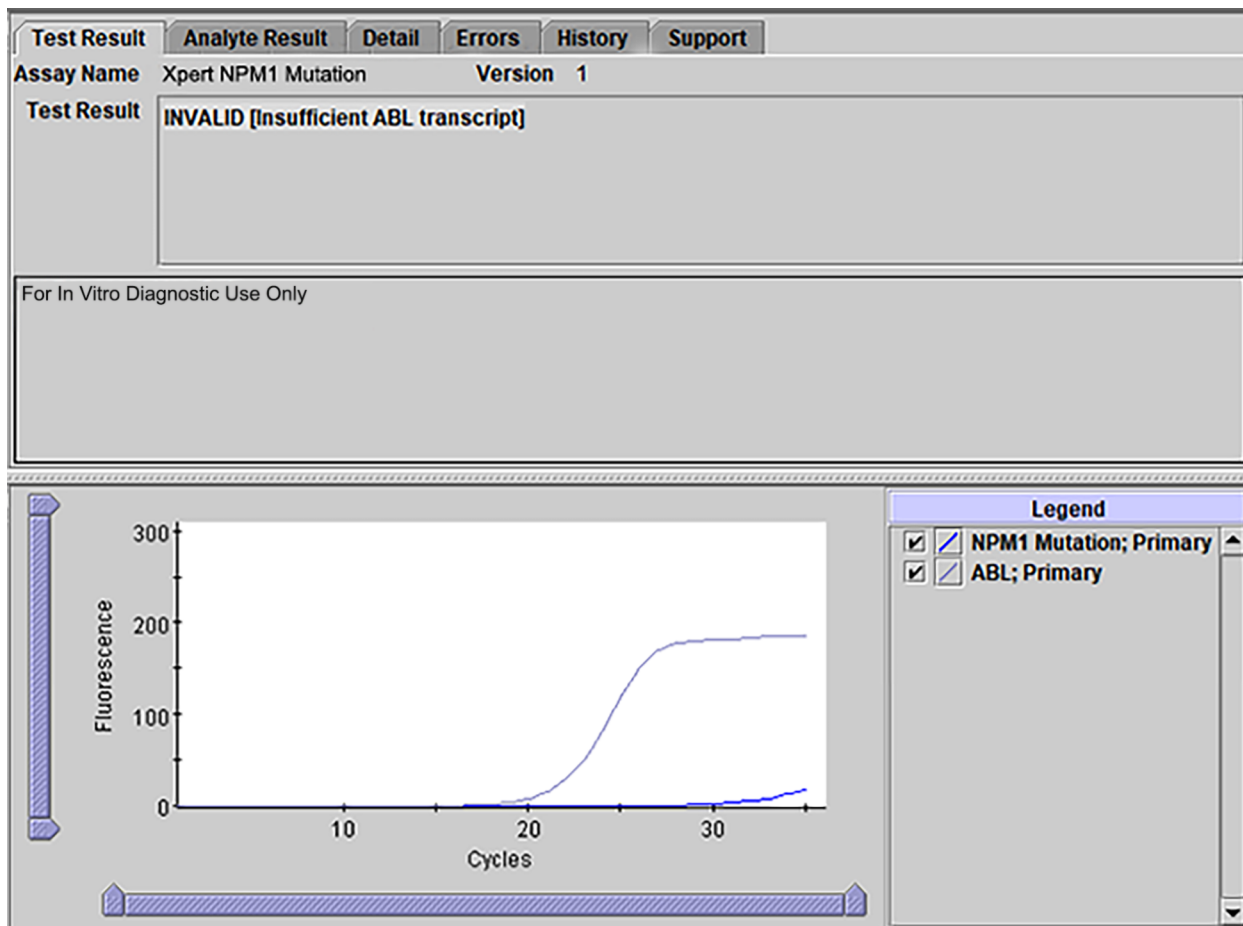 Test Result Analyte Result Detail Errors History Support
Assay Name Xpert NPM1 Mutation Version 1
Test Result INVALID [Insufficient ABL transcript]
For In Vitro Diagnostic Use Only
Legend
NPM1 Mutation; Primary
ABL; Primary
300
200
100
0
Fluorescence
10 20 30
Cycles